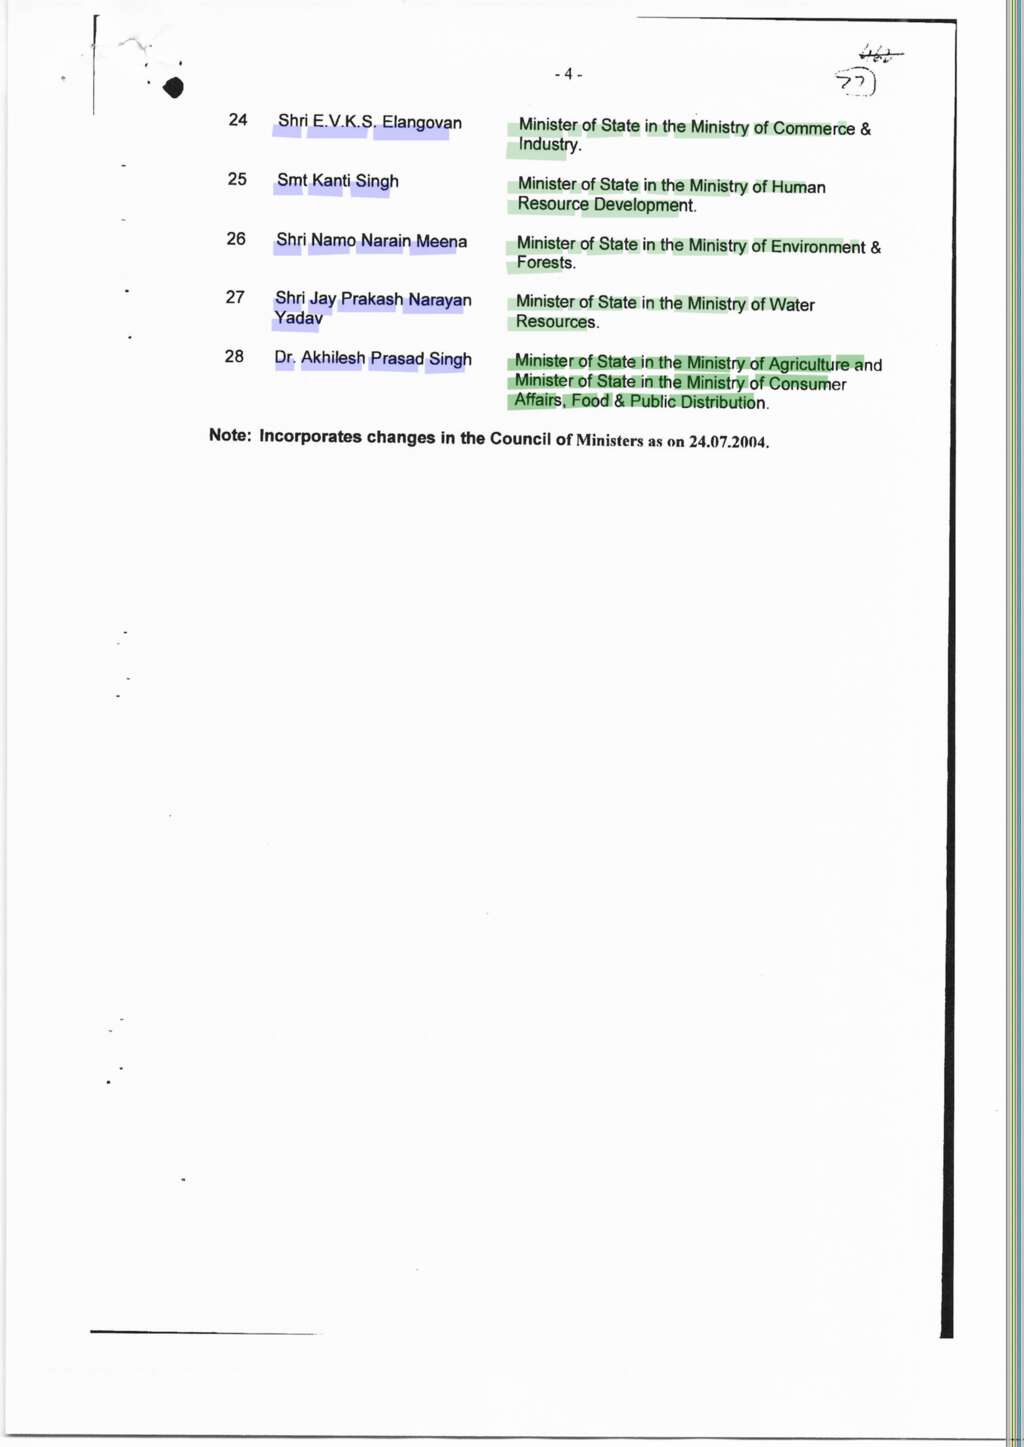 - 4 -
77
24 Shri E.V.K.S. Elangovan Minister of State in the Ministry of Commerce &
Industry.
25 Smt Kanti Singh Minister of State in the Ministry of Human
Resource Development.
26 Shri Namo Narain Meena Minister of State in the Ministry of Environment &
Forests.
27 Shri Jay Prakash Narayan Minister of State in the Ministry of Water
Yadav Resources.
28 Dr. Akhilesh Prasad Singh Minister of State in the Ministry of Agriculture and
Minister of State in the Ministry of Consumer
Affairs, Food & Public Distribution.
Note: Incorporates changes in the Council of Ministers as on 24.07.2004.